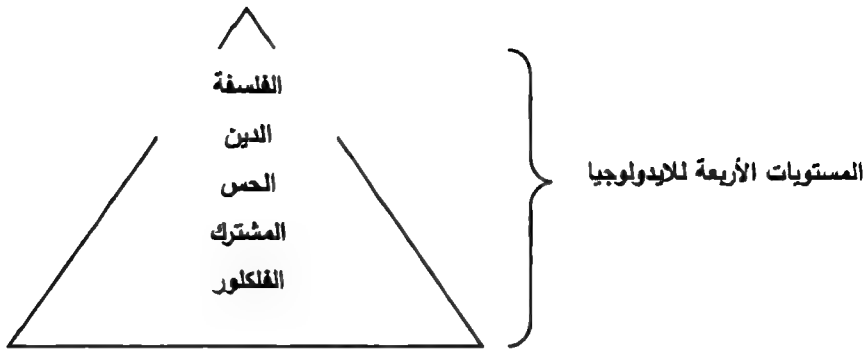 الفلسفة
الدين
الحس
المشترك
الفلكلور
المستويات الأربعة للايدولوجيا